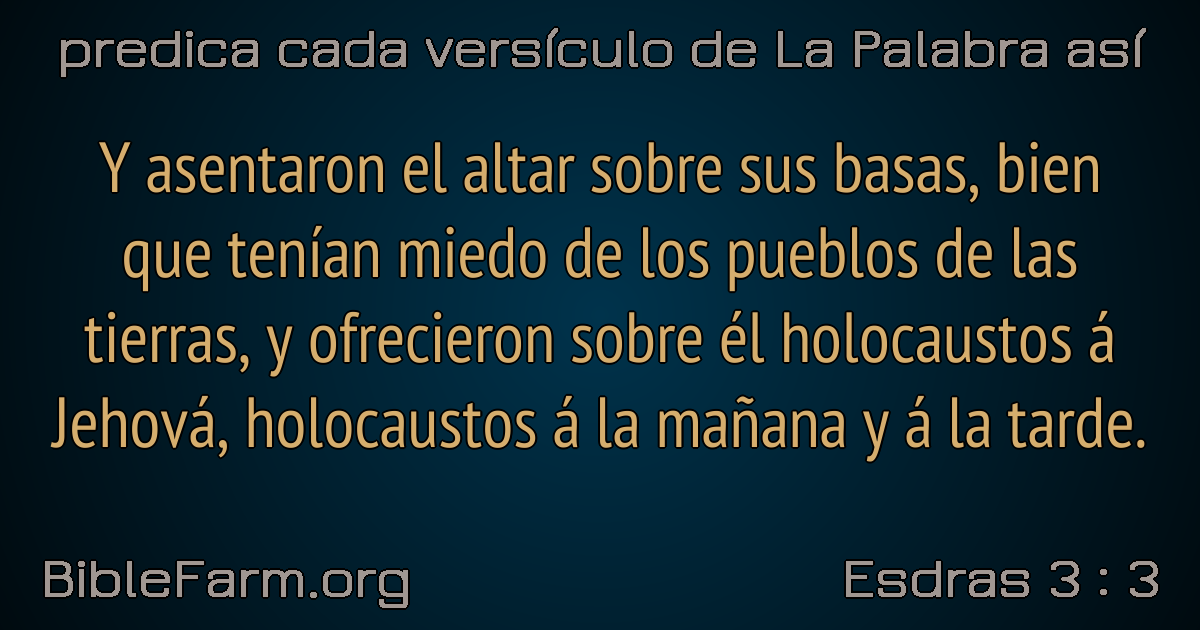 predica cada versículo de La Palabra así
Y asentaron el altar sobre sus basas, bien
que tenían miedo de los pueblos de las
tierras, y ofrecieron sobre él holocaustos á
Jehová, holocaustos á la mañana y á la tarde.
BibleFarm.org
Esdras 3 : 3